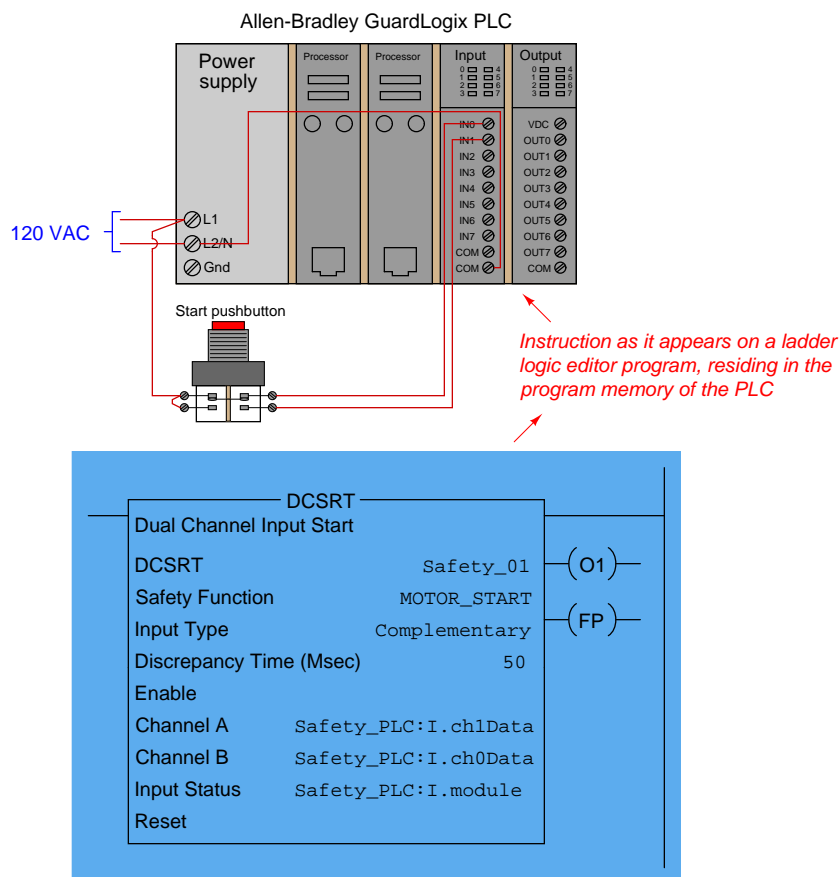 Allen-Bradley GuardLogix PLC
Power supply
Processor
Processor
Input
0 4
1 5
2 6
3 7
Output
0 4
1 5
2 6
3 7
IN0
IN1
IN2
IN3
IN4
IN5
IN6
IN7
COM
COM
VDC
OUT0
OUT1
OUT2
OUT3
OUT4
OUT5
OUT6
OUT7
COM
120 VAC
L1
L2/N
Gnd
Start pushbutton
Instruction as it appears on a ladder
logic editor program, residing in the
program memory of the PLC
DCSRT
Dual Channel Input Start
DCSRT Safety_01
Safety Function MOTOR_START
Input Type Complementary
Discrepancy Time (Msec) 50
Enable
Channel A Safety_PLC:I.ch1Data
Channel B Safety_PLC:I.ch0Data
Input Status Safety_PLC:I.module
Reset
O1
FP